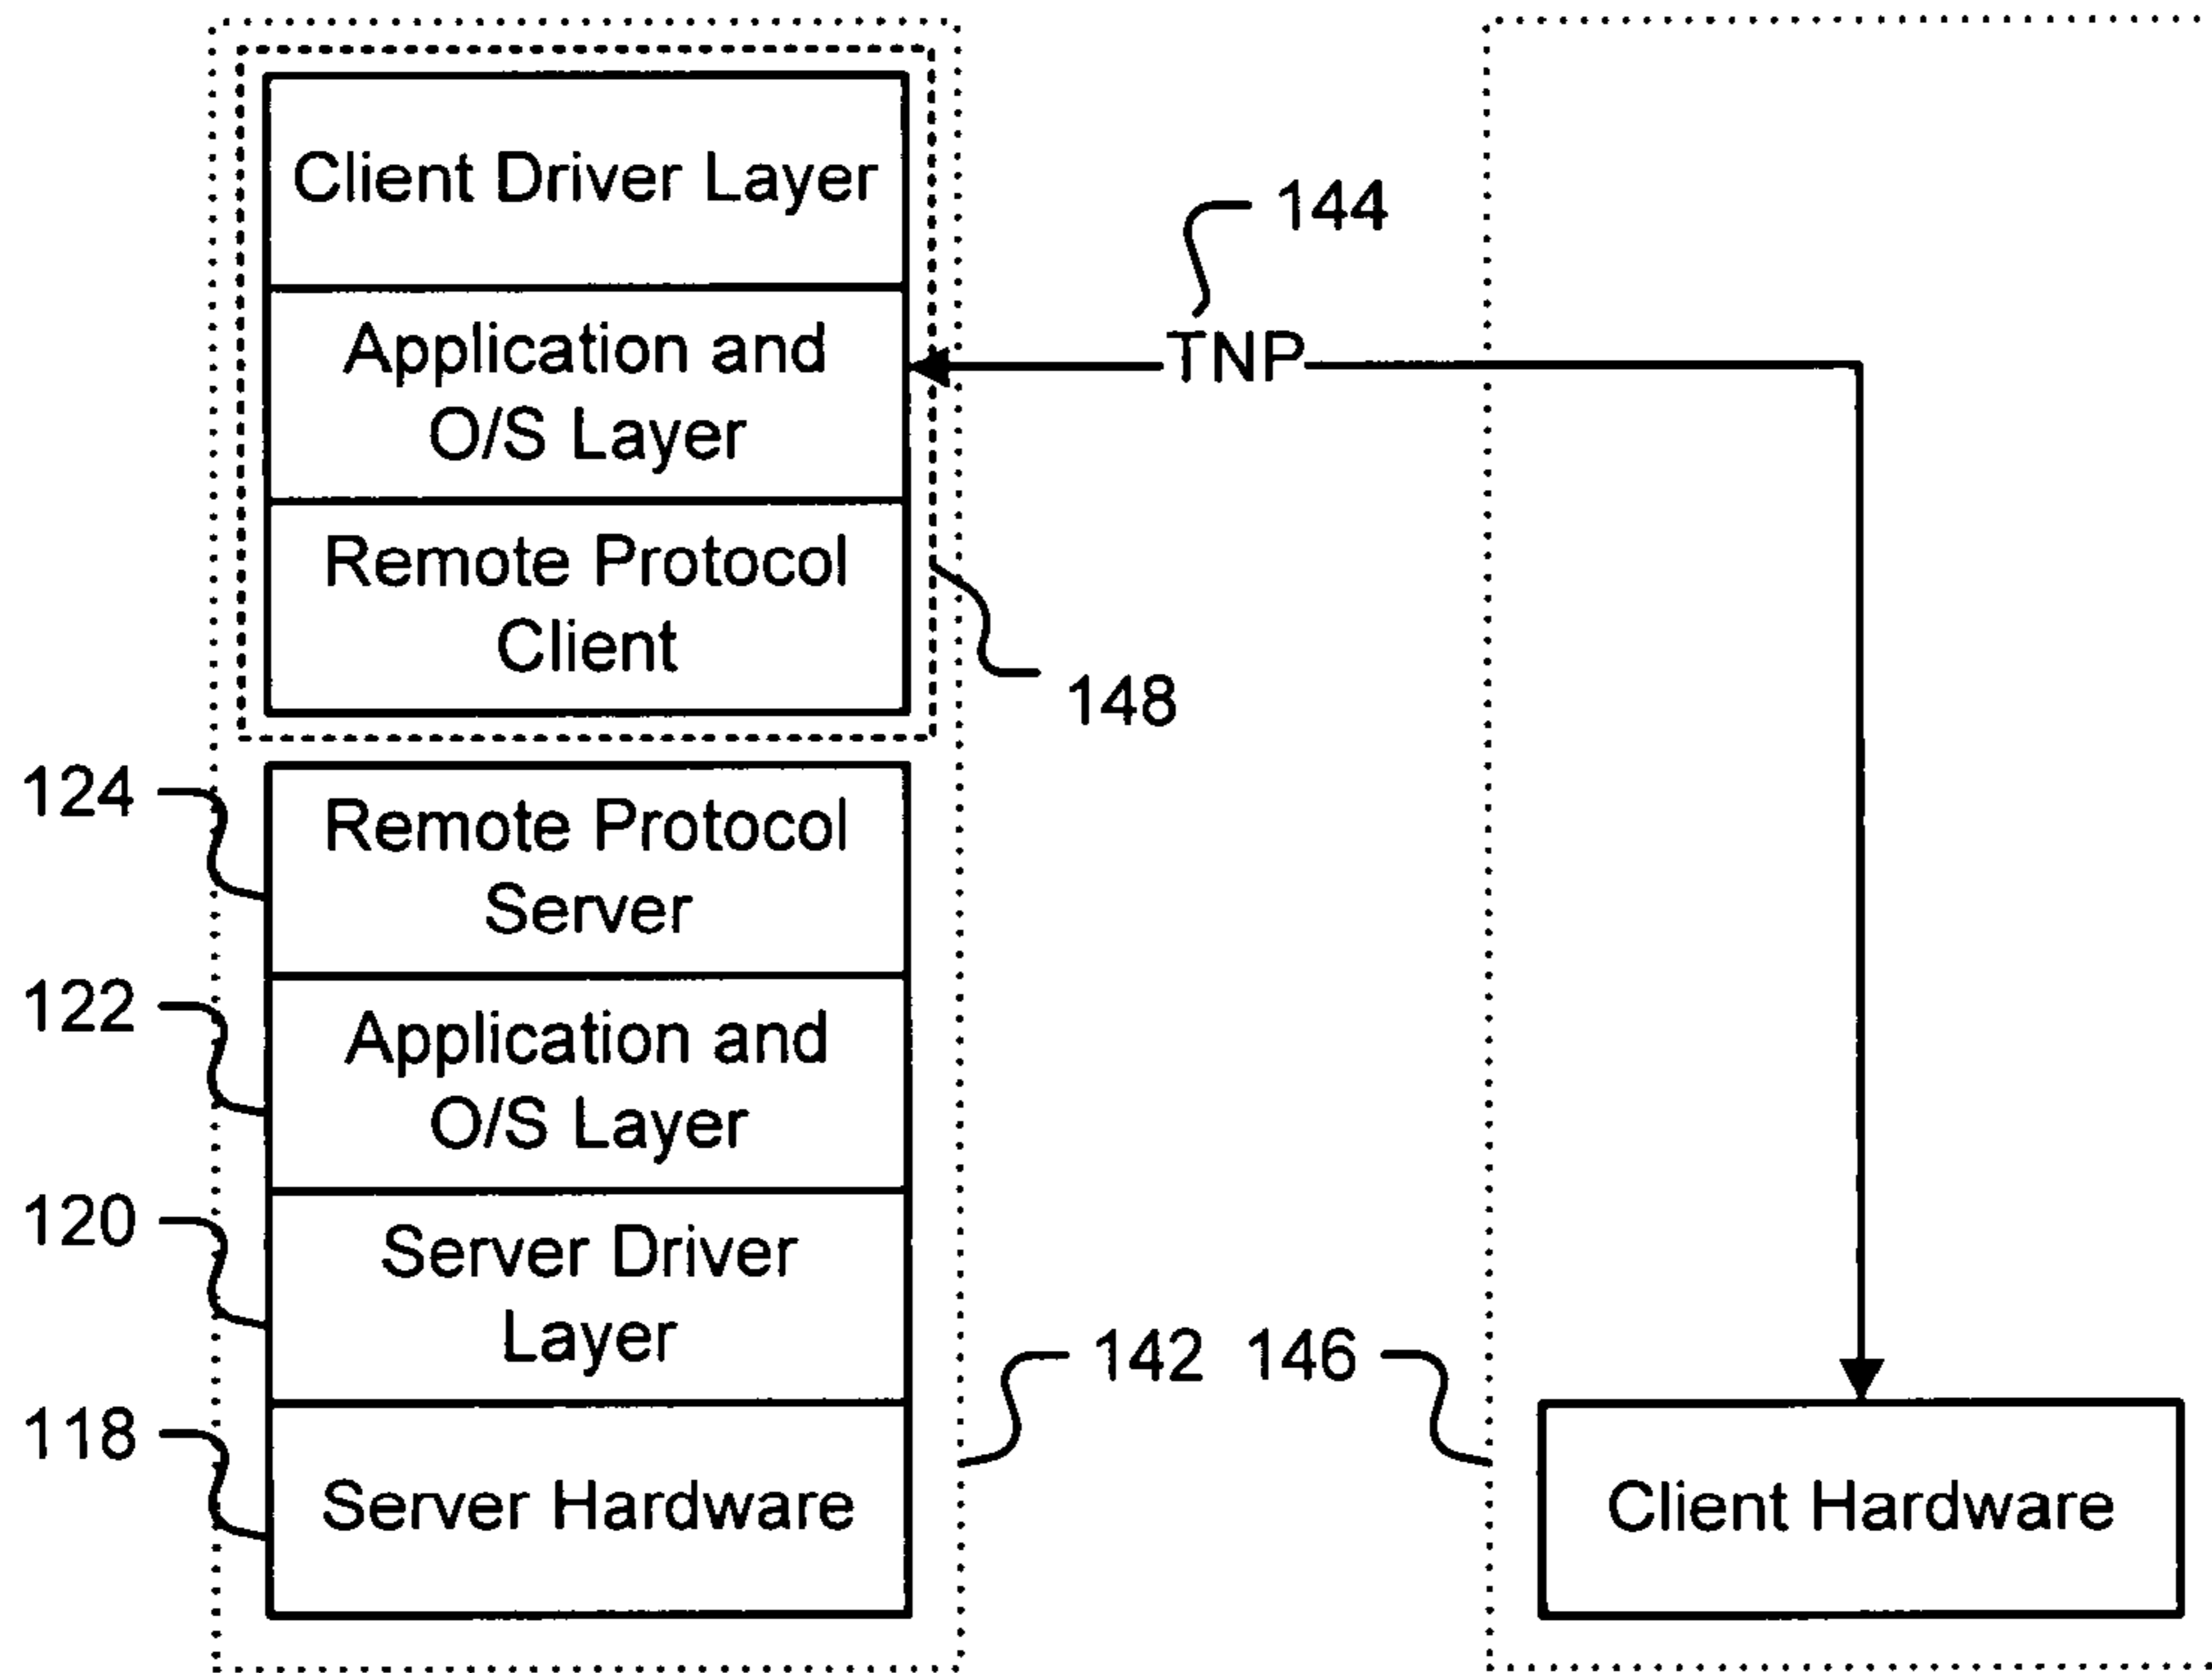 Client Driver Layer
144
Application and
O/S Layer
TNP
Remote Protocol
Client
148
124
Remote Protocol
Server
122
Application and
O/S Layer
120
Server Driver
Layer
142
146
118
Server Hardware
Client Hardware